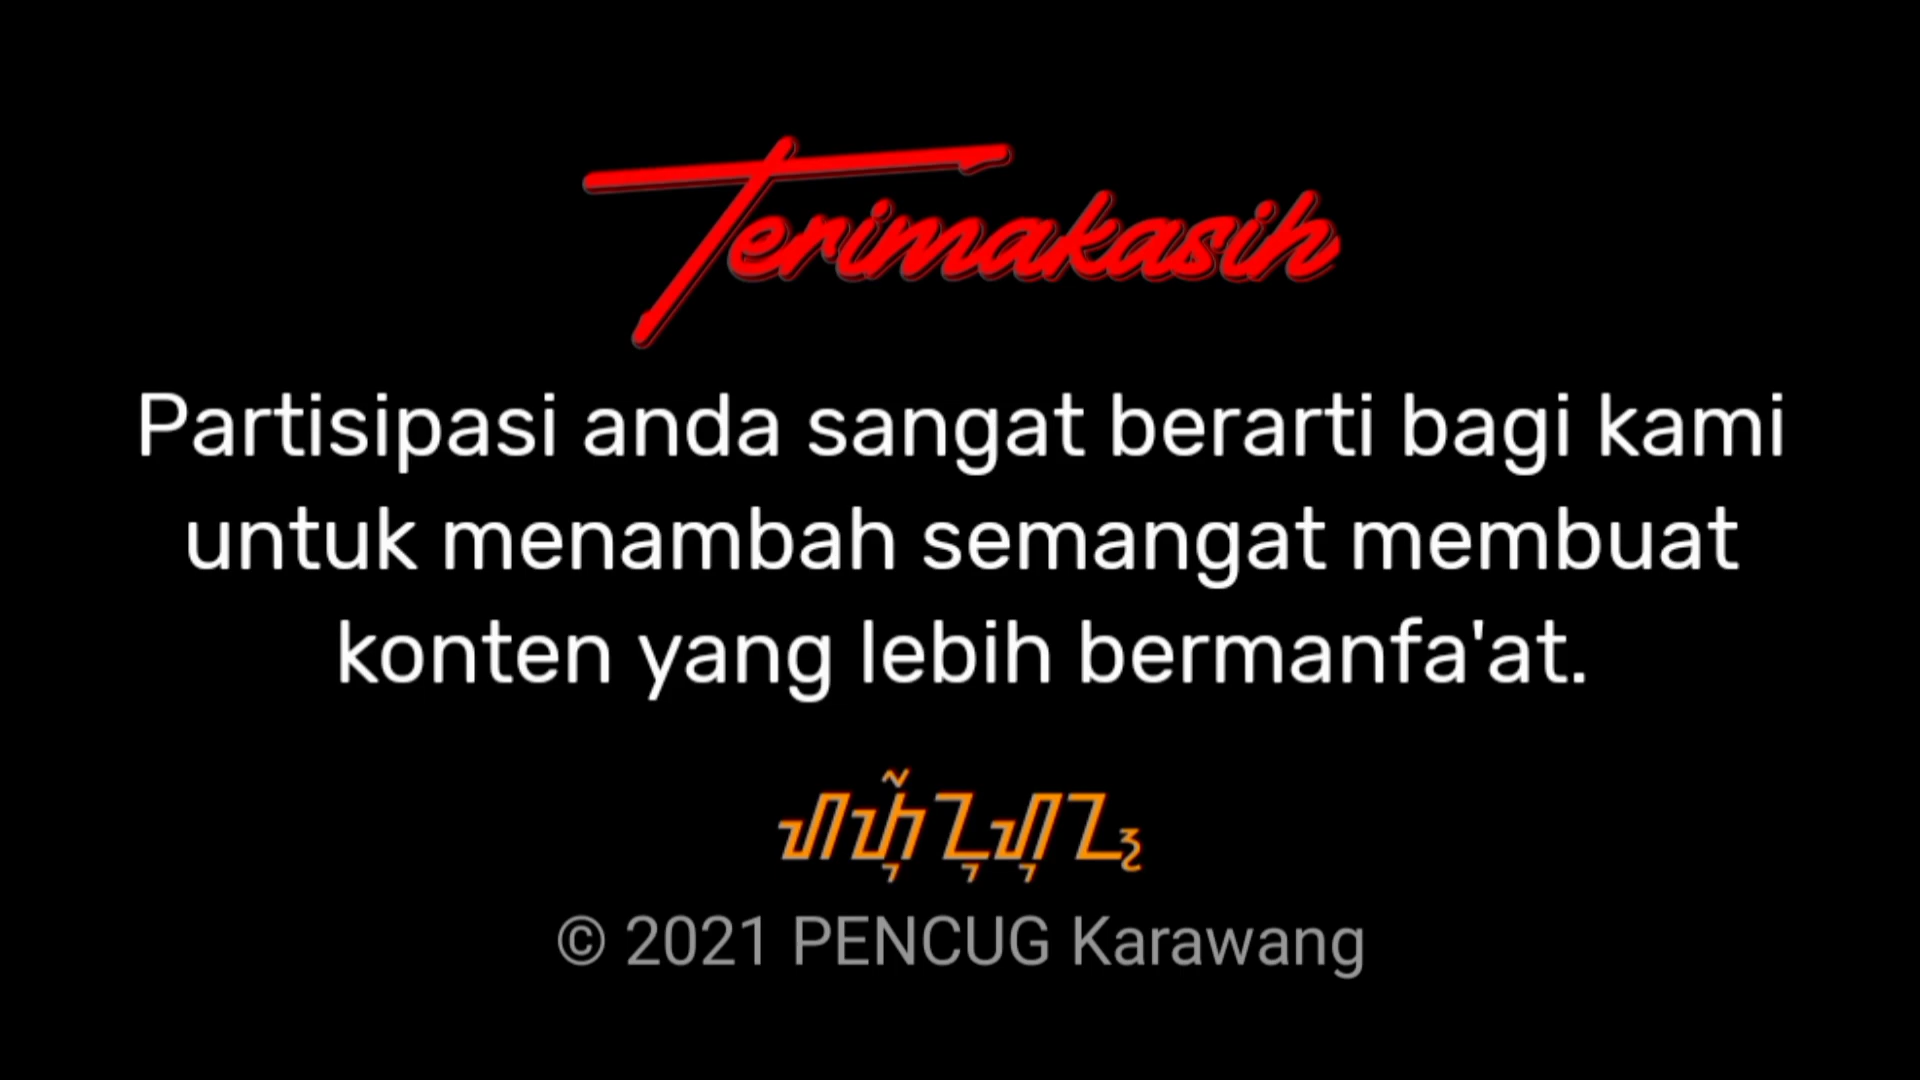 Terimakasih
Partisipasi anda sangat berarti bagi kami
untuk menambah semangat membuat
konten yang lebih bermanfa'at.
ᮠᮒᮥᮁ ᮔᮥᮠᮥᮔ᮪
© 2021 PENCUG Karawang